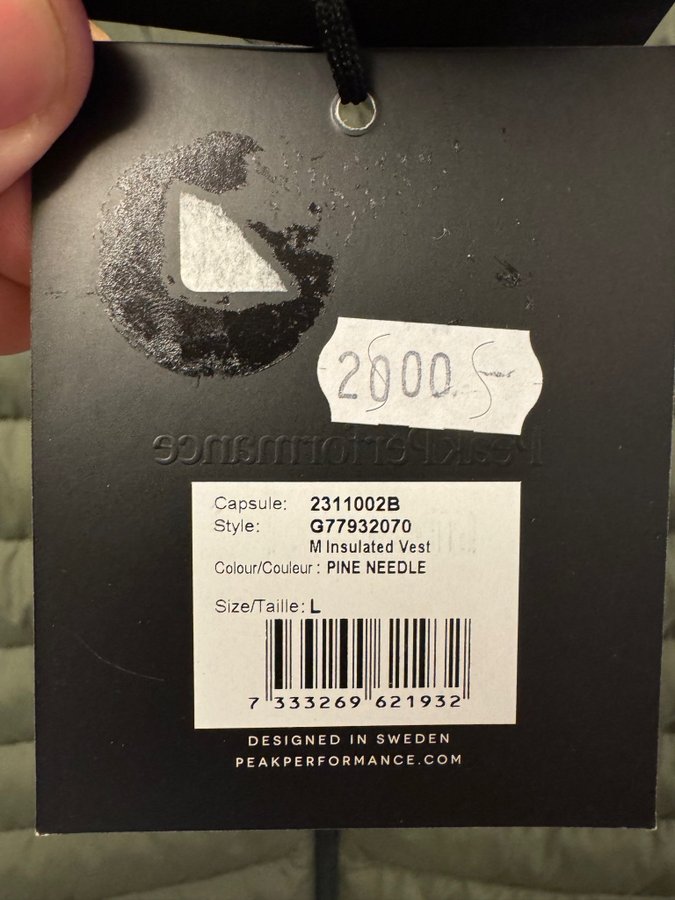 2000.-
PeakPerformance
Capsule: 2311002B
Style: G77932070
M Insulated Vest
Colour/Couleur : PINE NEEDLE
Size/Taille: L
7 333269 621932
DESIGNED IN SWEDEN
PEAKPERFORMANCE.COM